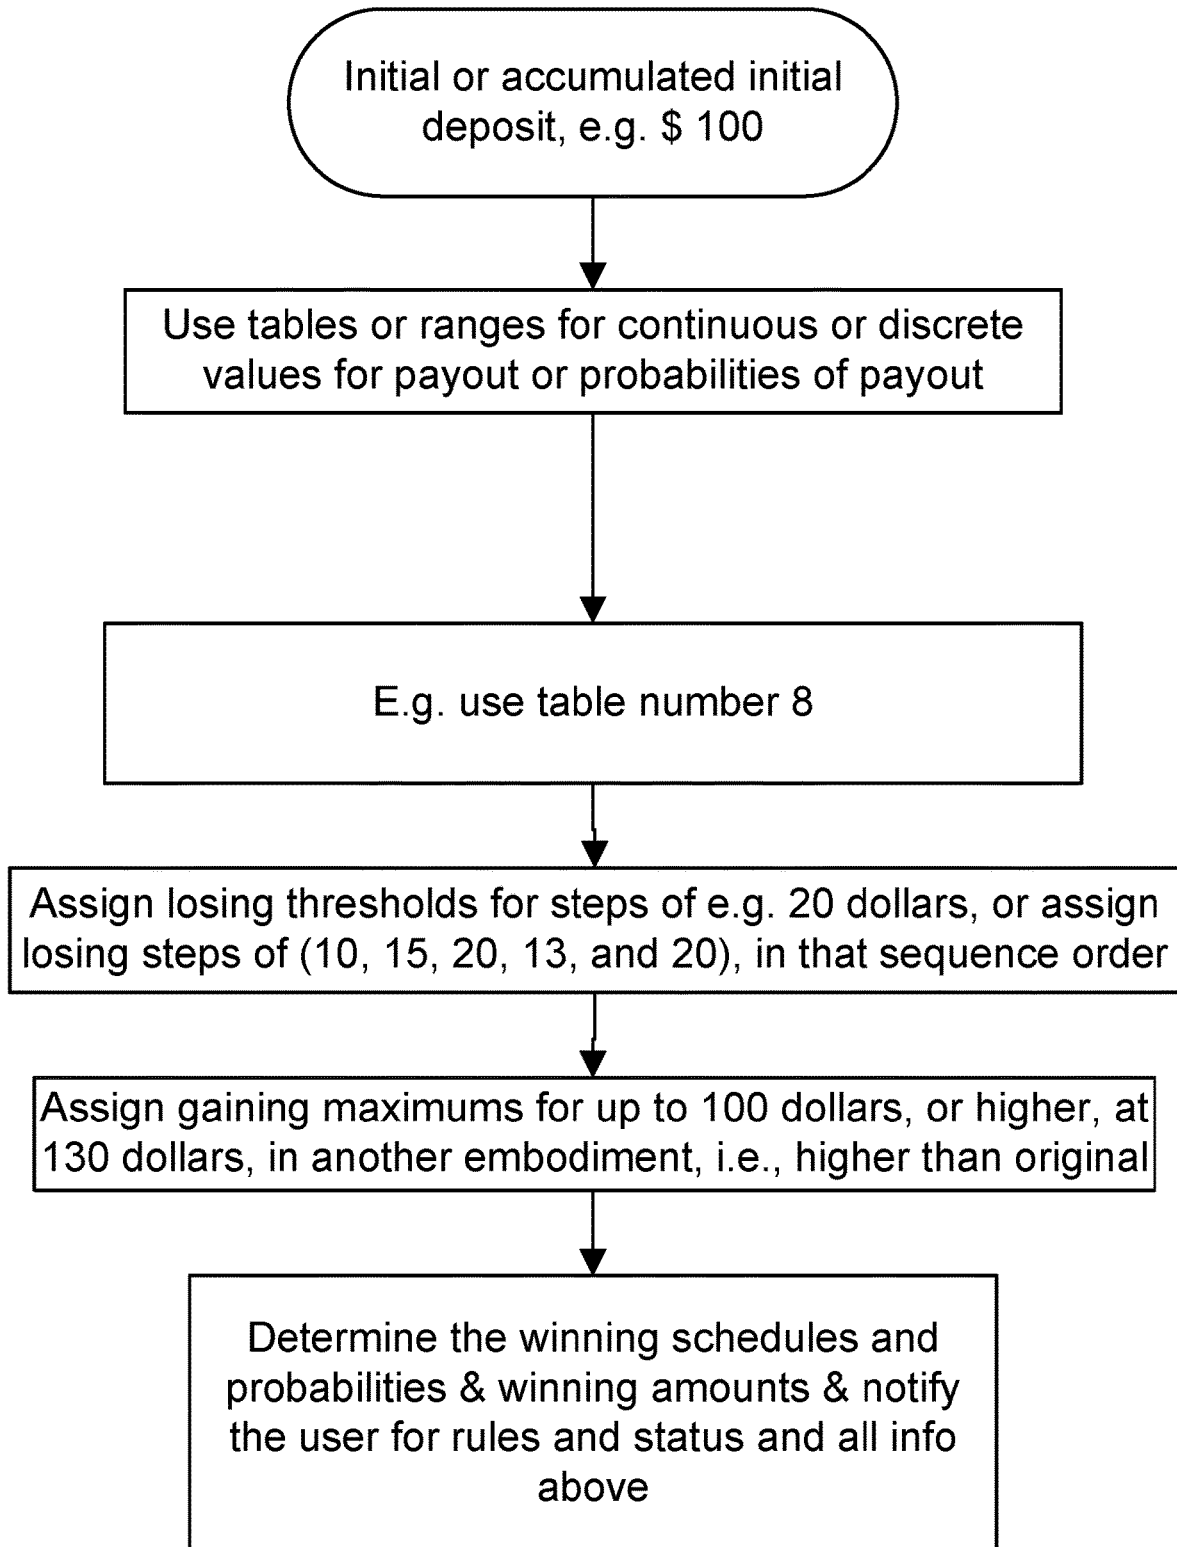 Initial or accumulated initial
deposit, e.g. $ 100
Use tables or ranges for continuous or discrete
values for payout or probabilities of payout
E.g. use table number 8
Assign losing thresholds for steps of e.g. 20 dollars, or assign
losing steps of (10, 15, 20, 13, and 20), in that sequence order
Assign gaining maximums for up to 100 dollars, or higher, at
130 dollars, in another embodiment, i.e., higher than original
Determine the winning schedules and
probabilities & winning amounts & notify
the user for rules and status and all info
above